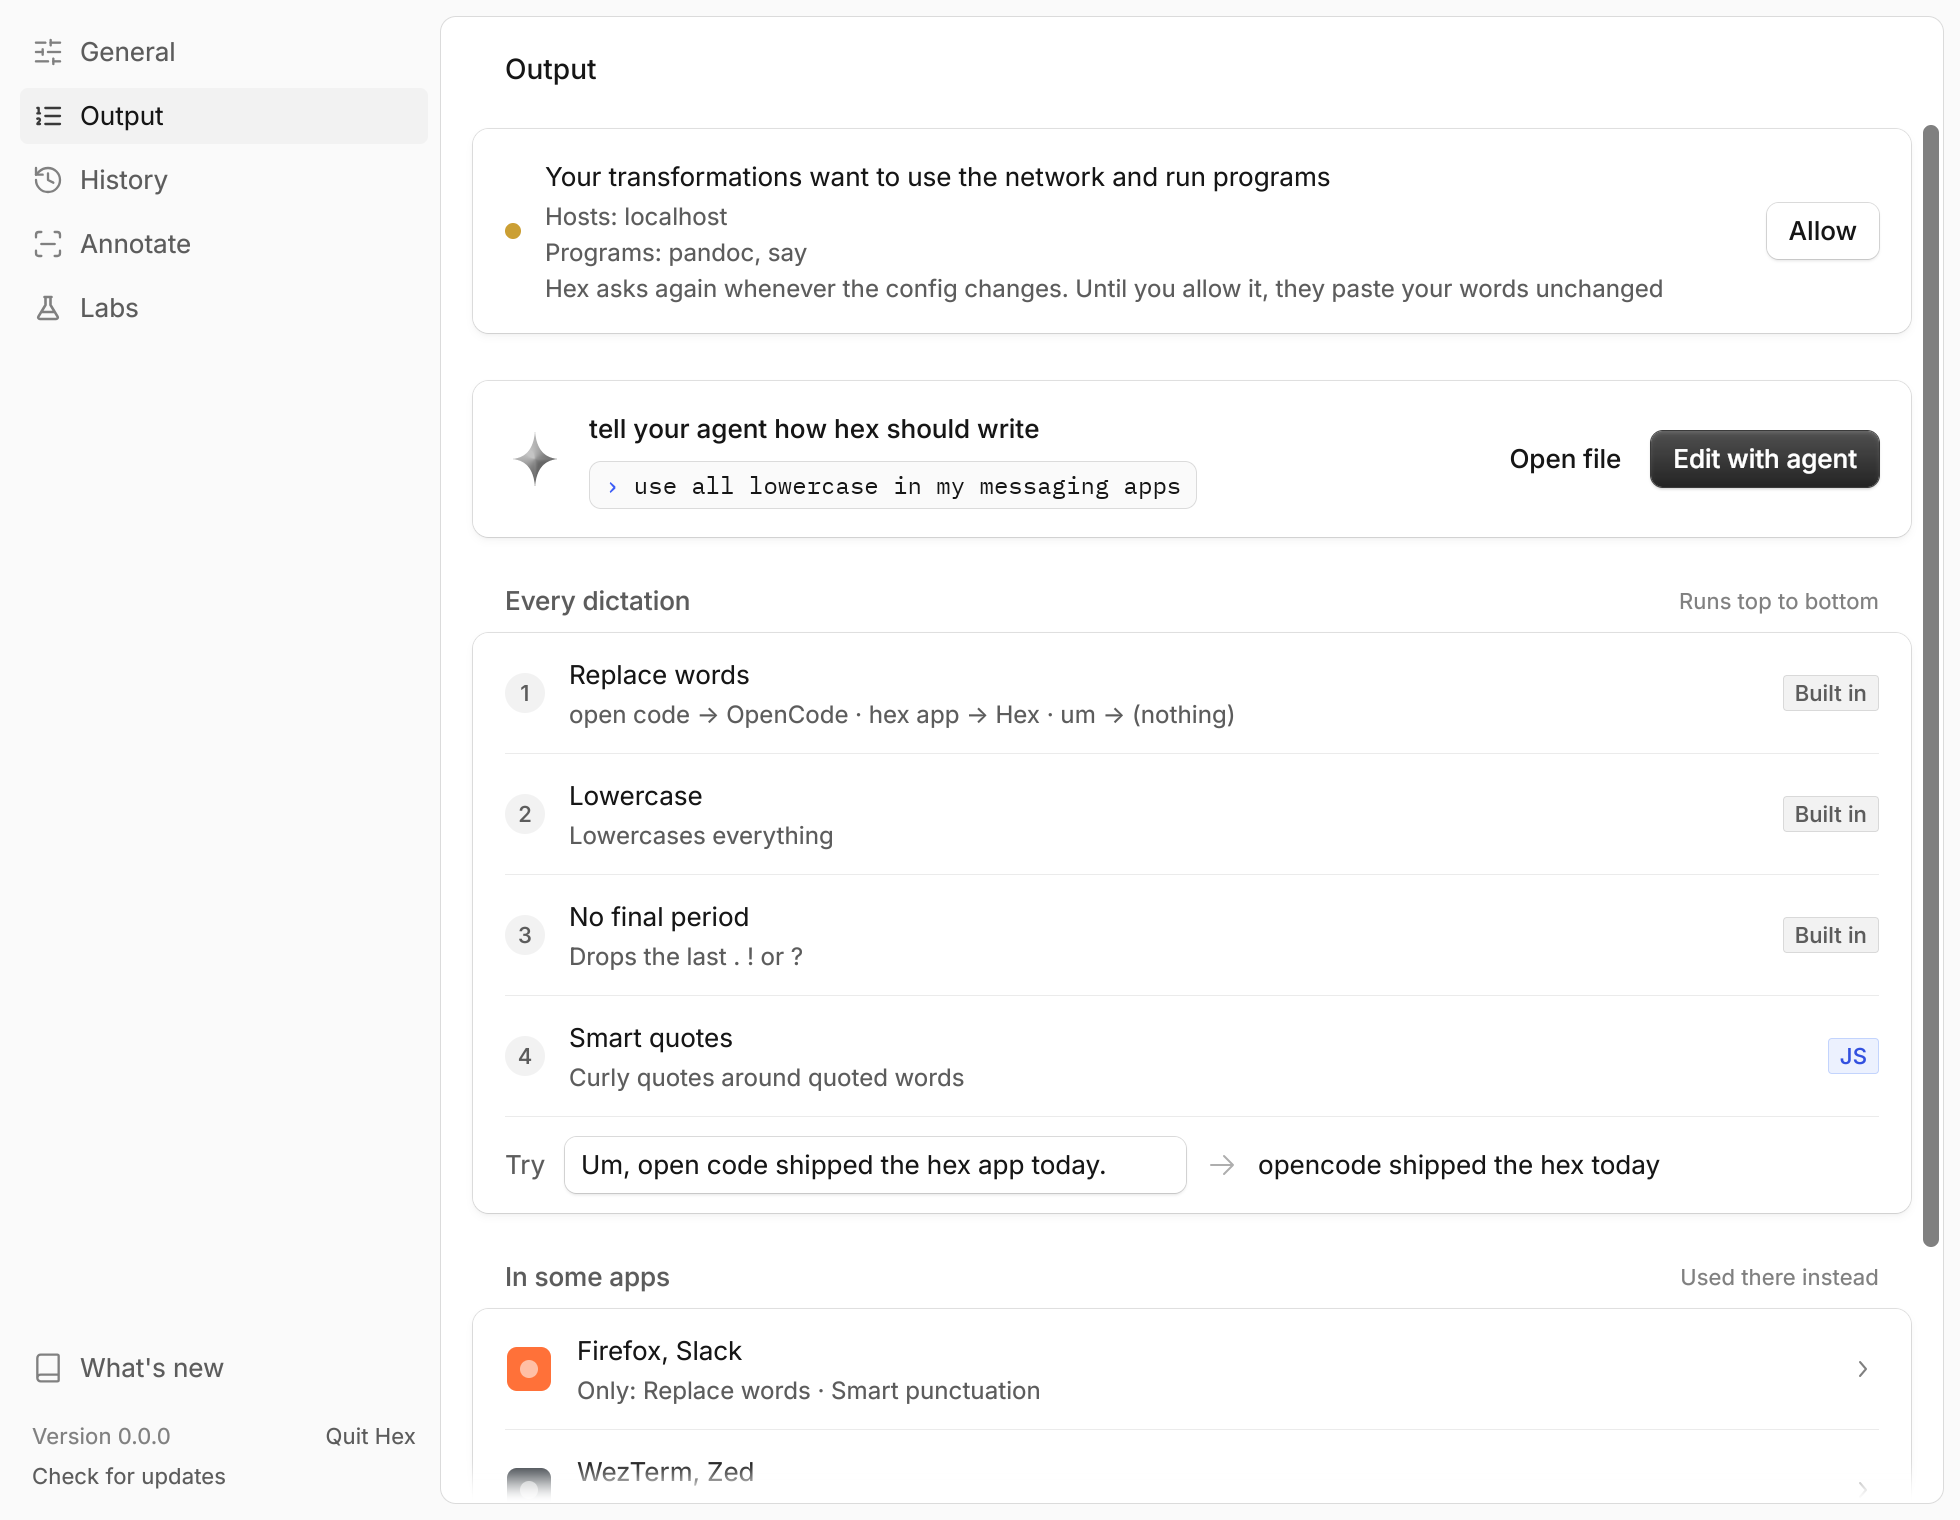 General
Output
History
Annotate
Labs
What's new
Version 0.0.0
Quit Hex
Check for updates
Output
Your transformations want to use the network and run programs
Hosts: localhost
Programs: pandoc, say
Hex asks again whenever the config changes. Until you allow it, they paste your words unchanged
Allow
tell your agent how hex should write
› use all lowercase in my messaging apps
Open file
Edit with agent
Every dictation
Runs top to bottom
1
Replace words
open code → OpenCode · hex app → Hex · um → (nothing)
Built in
2
Lowercase
Lowercases everything
Built in
3
No final period
Drops the last . ! or ?
Built in
4
Smart quotes
Curly quotes around quoted words
JS
Try
Um, open code shipped the hex app today.
→ opencode shipped the hex today
In some apps
Used there instead
Firefox, Slack
Only: Replace words · Smart punctuation
WezTerm, Zed